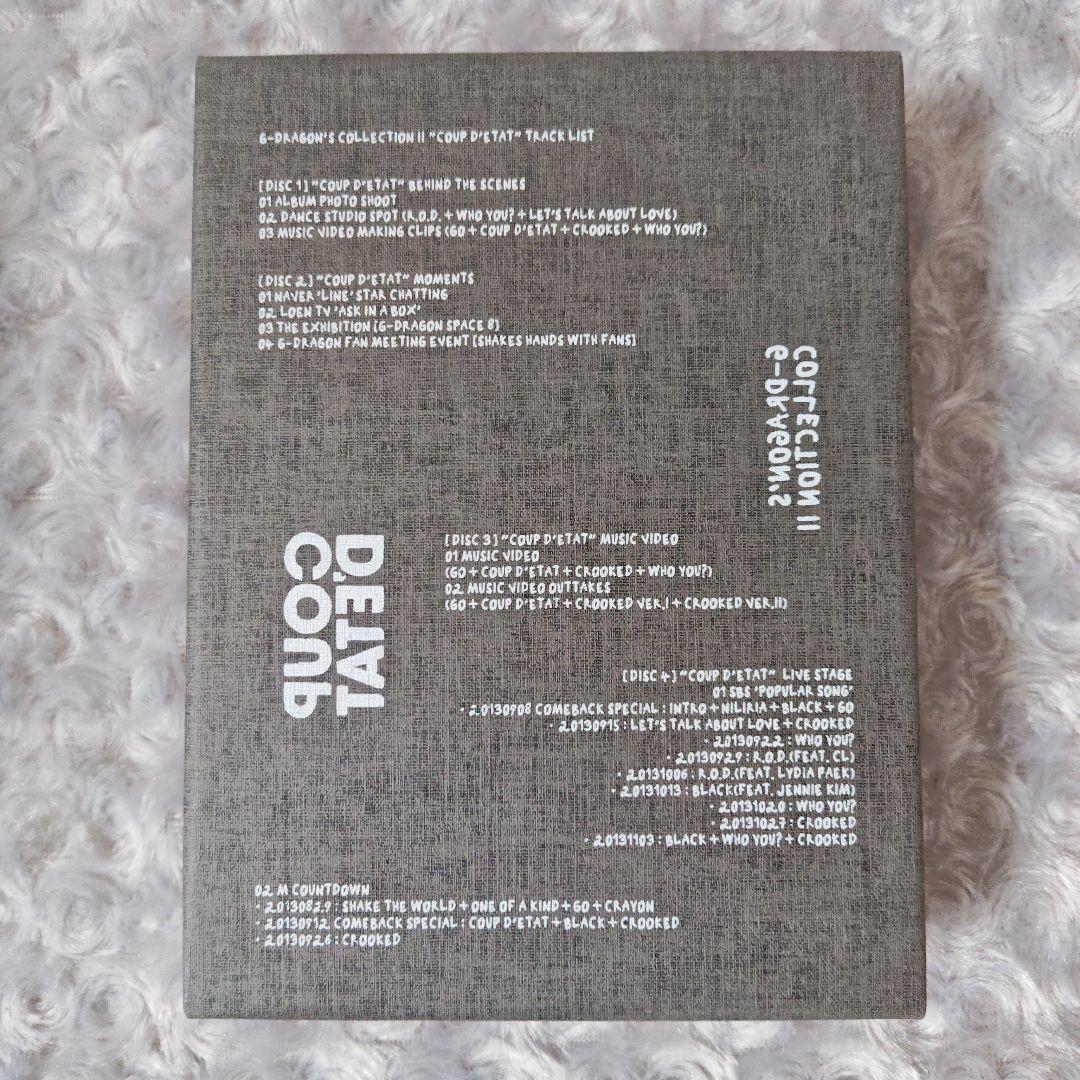 G-DRAGON'S COLLECTION II "COUP D'ETAT" TRACK LIST
[DISC 1] "COUP D'ETAT" BEHIND THE SCENES
01 ALBUM PHOTO SHOOT
02 DANCE STUDIO SPOT (R.O.D. + WHO YOU? + LET'S TALK ABOUT LOVE)
03 MUSIC VIDEO MAKING CLIPS (GO + COUP D'ETAT + CROOKED + WHO YOU?)
[DISC 2] "COUP D'ETAT" MOMENTS
01 NAVER 'LINE' STAR CHATTING
02 LOEN TV 'ASK IN A BOX'
03 THE EXHIBITION [G-DRAGON SPACE 8]
04 G-DRAGON FAN MEETING EVENT [SHAKES HANDS WITH FANS]
G-DRAGON'S
COLLECTION II
COUP
D'ETAT
[DISC 3] "COUP D'ETAT" MUSIC VIDEO
01 MUSIC VIDEO
(GO + COUP D'ETAT + CROOKED + WHO YOU?)
02 MUSIC VIDEO OUTTAKES
(GO + COUP D'ETAT + CROOKED VER.I + CROOKED VER.II)
[DISC 4] "COUP D'ETAT" LIVE STAGE
01 SBS 'POPULAR SONG'
· 20130908 COMEBACK SPECIAL : INTRO + NILIRIA + BLACK + GO
· 20130915 : LET'S TALK ABOUT LOVE + CROOKED
· 20130922 : WHO YOU?
· 20130929 : R.O.D.(FEAT. CL)
· 20131006 : R.O.D.(FEAT. LYDIA PAEK)
· 20131013 : BLACK(FEAT. JENNIE KIM)
· 20131020 : WHO YOU?
· 20131027 : CROOKED
· 20131103 : BLACK + WHO YOU? + CROOKED
02 M COUNTDOWN
· 20130829 : SHAKE THE WORLD + ONE OF A KIND + GO + CRAYON
· 20130912 COMEBACK SPECIAL : COUP D'ETAT + BLACK + CROOKED
· 20130926 : CROOKED